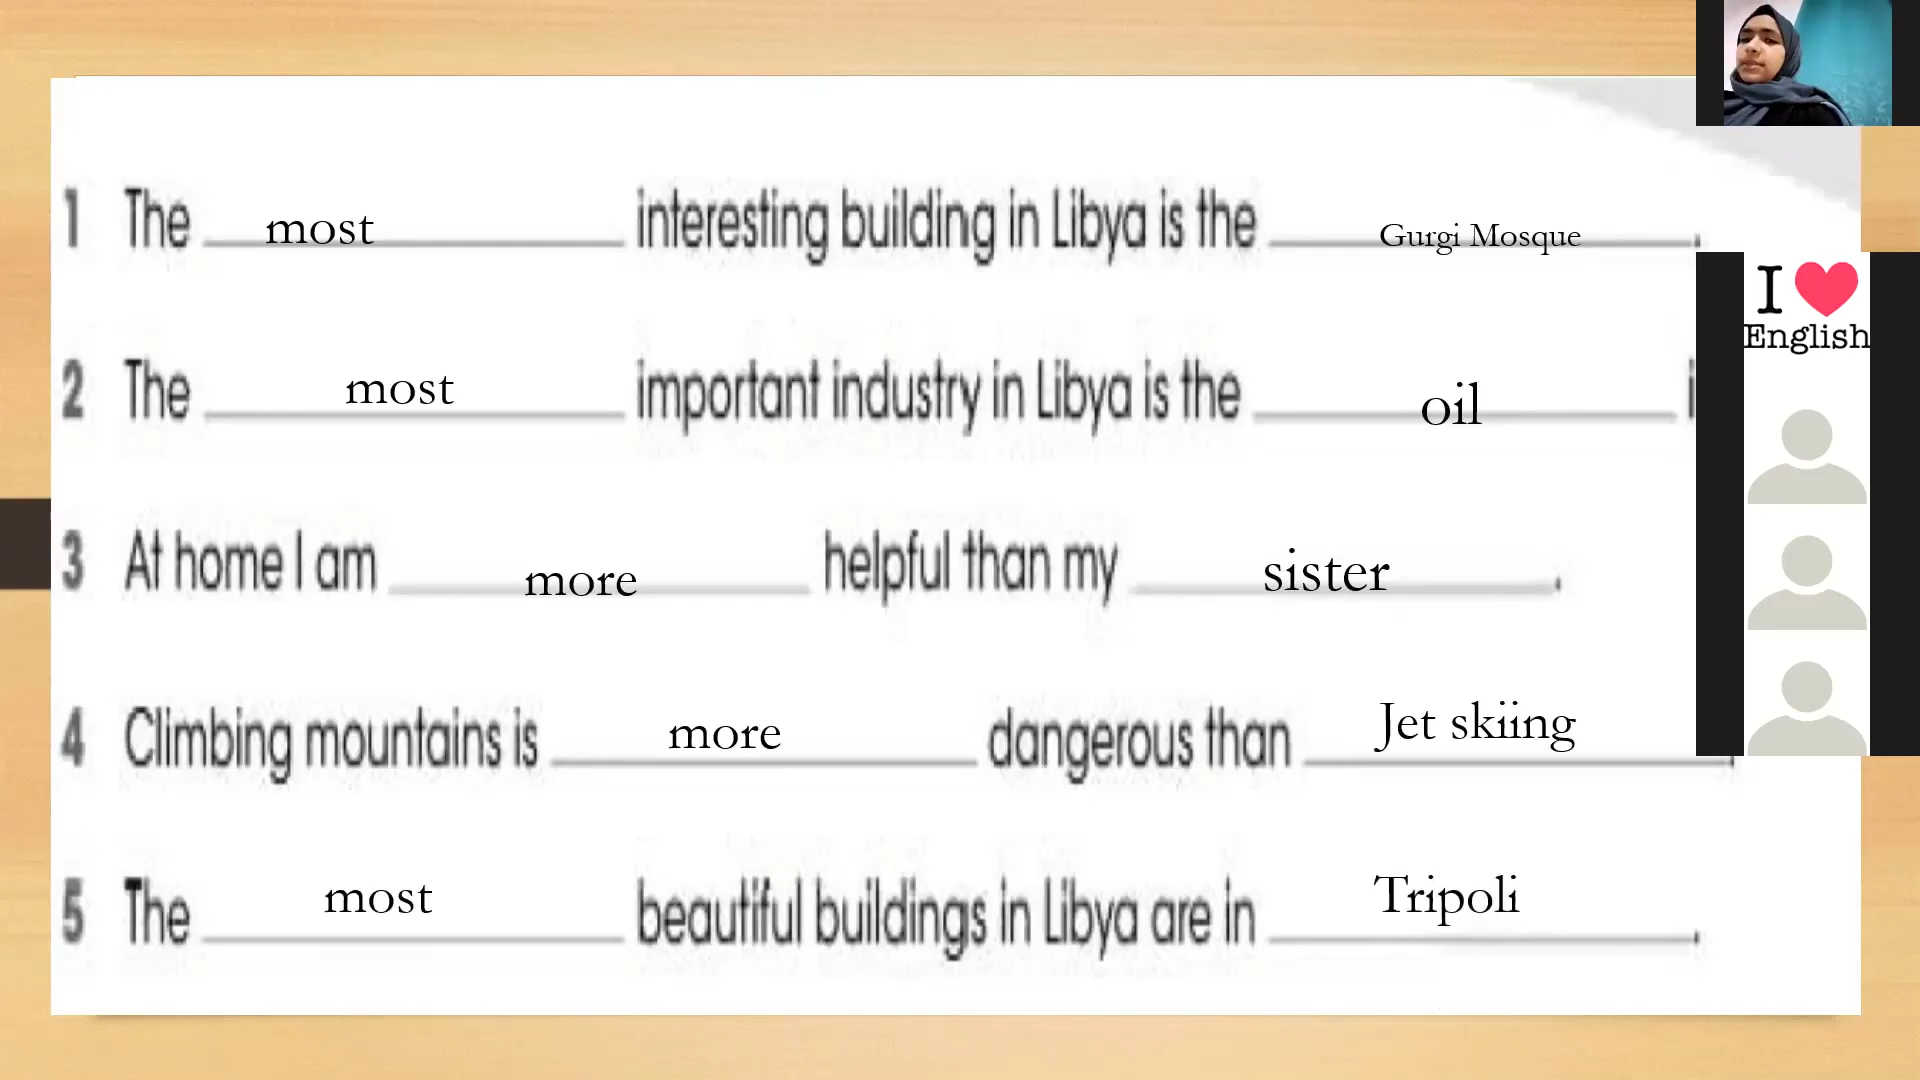 1 The most interesting building in Libya is the Gurgi Mosque.
I ❤ English
2 The most important industry in Libya is the oil
3 At home I am more helpful than my sister.
4 Climbing mountains is more dangerous than Jet skiing.
5 The most beautiful buildings in Libya are in Tripoli.